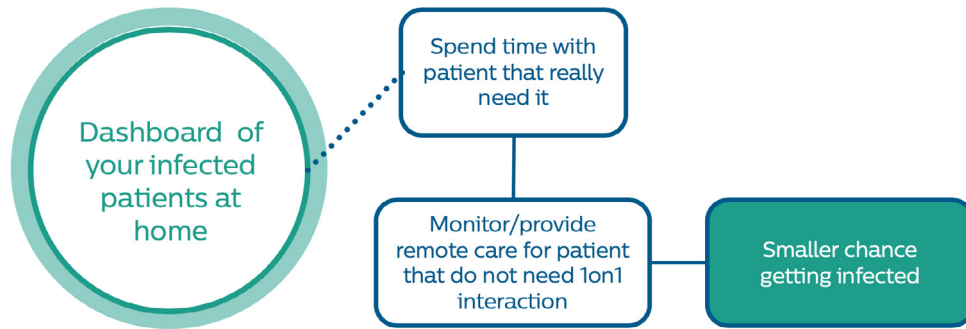 Dashboard of
your infected
patients at
home
Spend time with
patient that really
need it
Monitor/provide
remote care for patient
that do not need 1on1
interaction
Smaller chance
getting infected